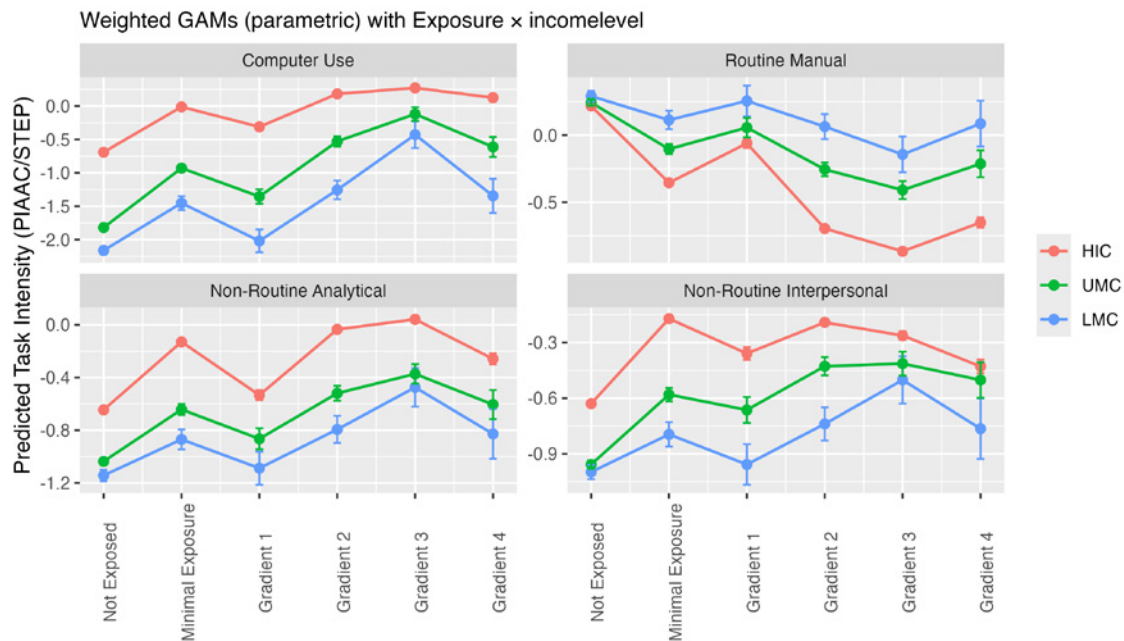 Weighted GAMs (parametric) with Exposure × incomelevel
Predicted Task Intensity (PIAAC/STEP)
Computer Use
0.0
-0.5
-1.0
-1.5
-2.0
Routine Manual
0.0
-0.5
Non-Routine Analytical
0.0
-0.4
-0.8
-1.2
Non-Routine Interpersonal
-0.3
-0.6
-0.9
Not Exposed
Minimal Exposure
Gradient 1
Gradient 2
Gradient 3
Gradient 4
Not Exposed
Minimal Exposure
Gradient 1
Gradient 2
Gradient 3
Gradient 4
HIC
UMC
LMC